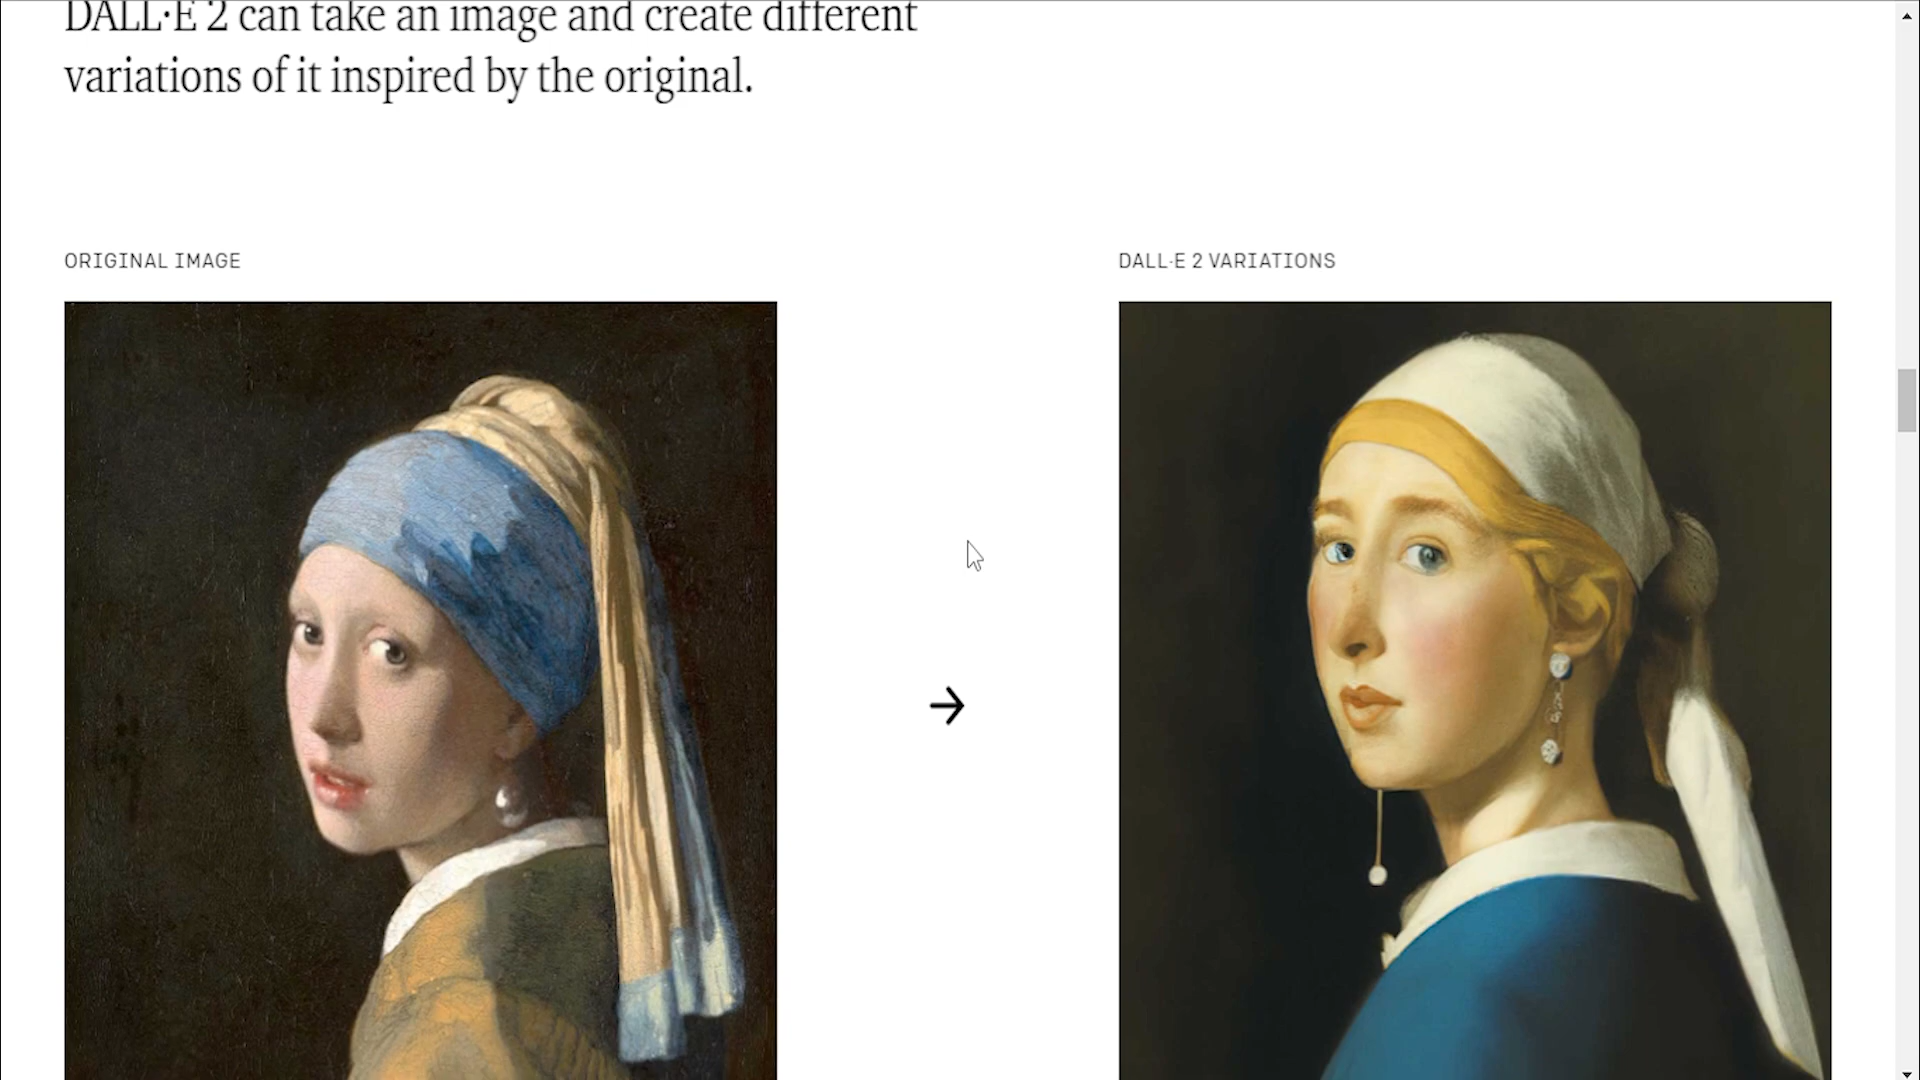 DALL·E 2 can take an image and create different
variations of it inspired by the original.
ORIGINAL IMAGE
DALL·E 2 VARIATIONS